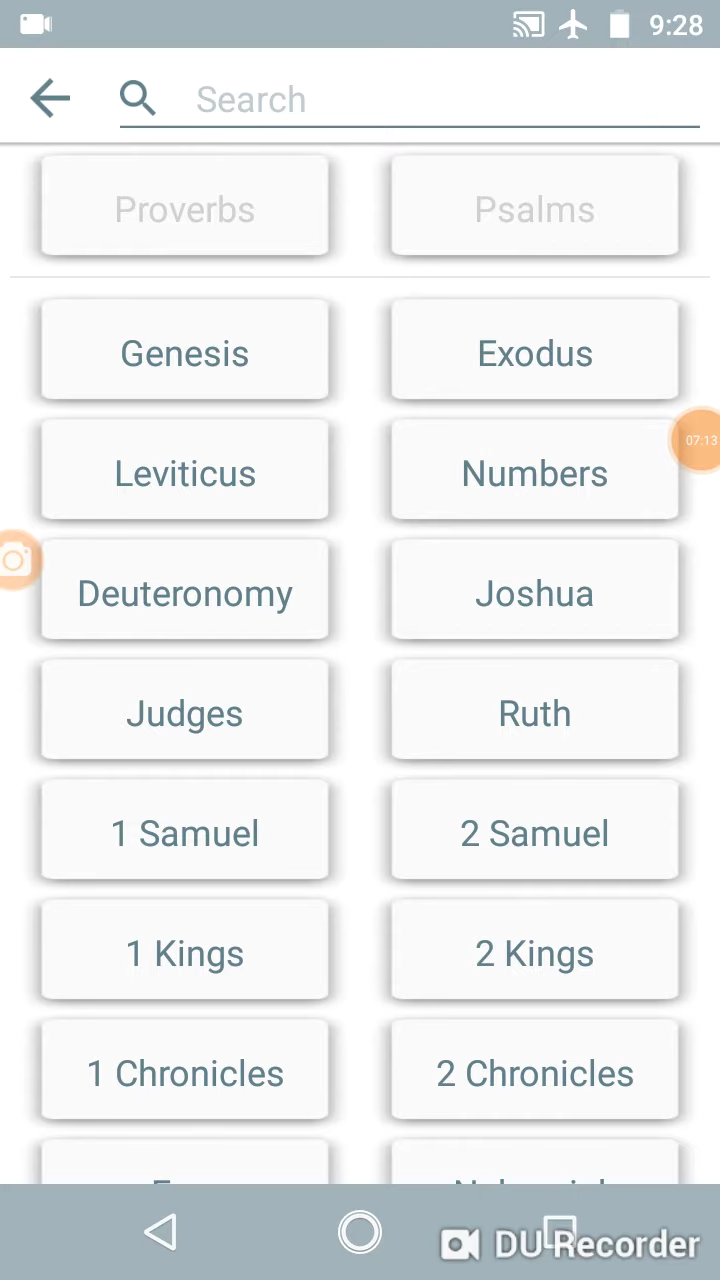 9:28
Search
Proverbs Psalms
Genesis Exodus
07:13
Leviticus Numbers
Deuteronomy Joshua
Judges Ruth
1 Samuel 2 Samuel
1 Kings 2 Kings
1 Chronicles 2 Chronicles
DU Recorder